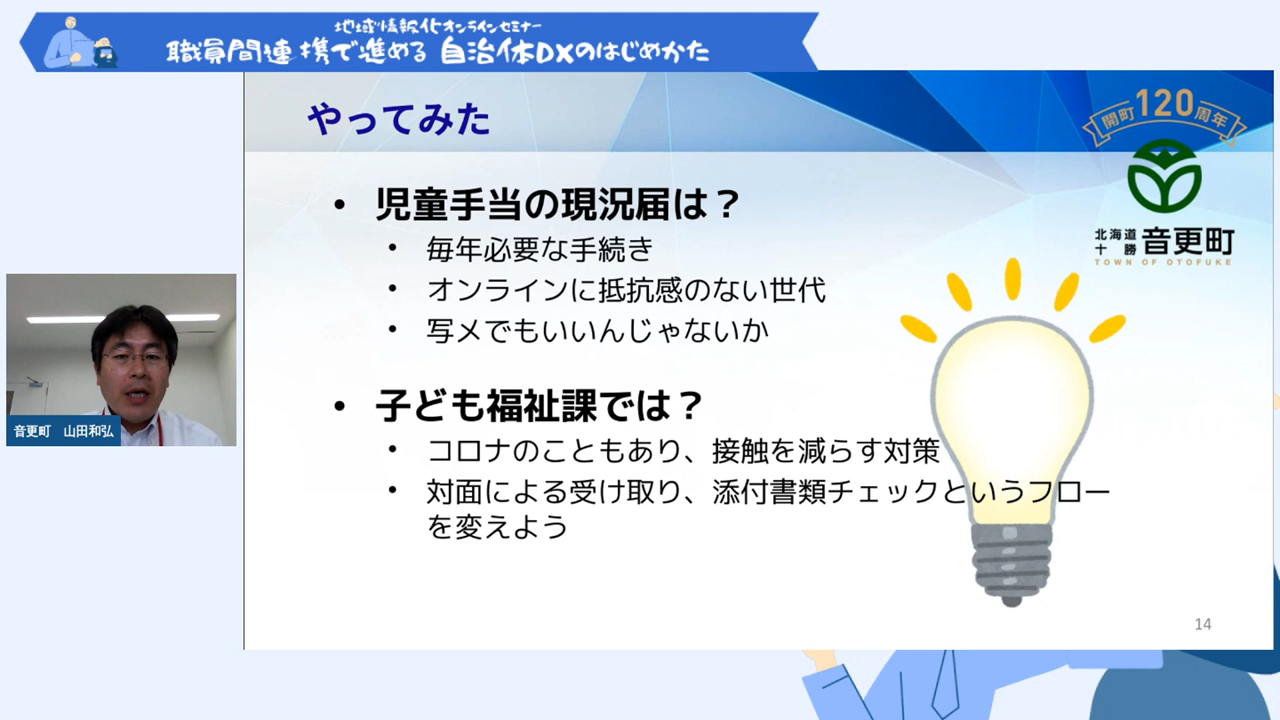 地域情報化オンラインセミナー
職員間連携で進める 自治体DXのはじめかた
やってみた
開町120周年
北海道
十勝
音更町
TOWN OF OTOFUKE
• 児童手当の現況届は？
• 毎年必要な手続き
• オンラインに抵抗感のない世代
• 写メでもいいんじゃないか
• 子ども福祉課では？
• コロナのこともあり、接触を減らす対策
• 対面による受け取り、添付書類チェックというフロー
を変えよう
音更町 山田和弘
14